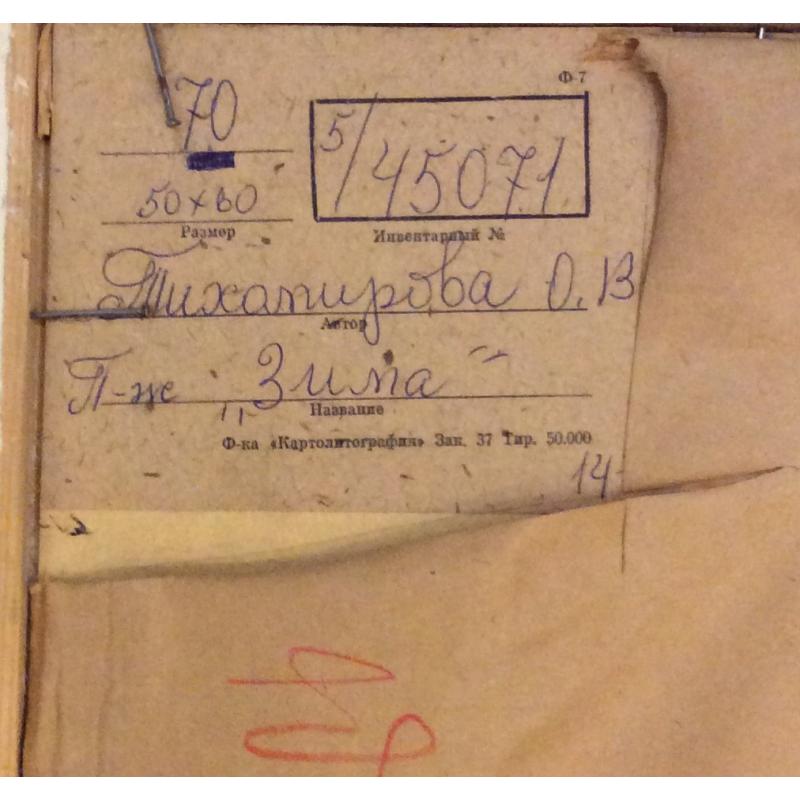 Ф-7
70
5/45071
50×60
Размер
Инвентарный №
Тихомирова О. В
Автор
П-ж „Зима"
Название
Ф-ка «Картолитография» Зак. 37 Тир. 50.000
14-